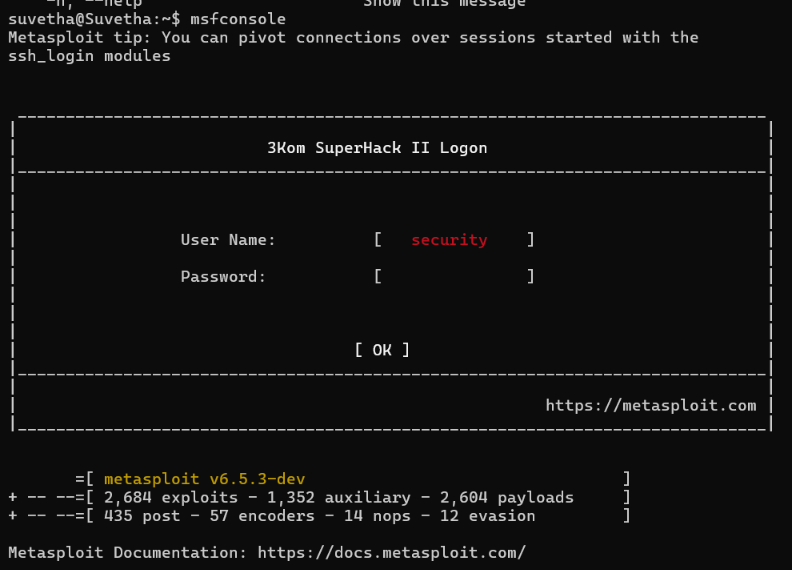 -h, --help Show this message
suvetha@Suvetha:~$ msfconsole
Metasploit tip: You can pivot connections over sessions started with the
ssh_login modules
3Kom SuperHack II Logon
User Name: [ security ]
Password: [ ]
[ OK ]
https://metasploit.com
=[ metasploit v6.5.3-dev ]
+ -- --=[ 2,684 exploits - 1,352 auxiliary - 2,604 payloads ]
+ -- --=[ 435 post - 57 encoders - 14 nops - 12 evasion ]
Metasploit Documentation: https://docs.metasploit.com/